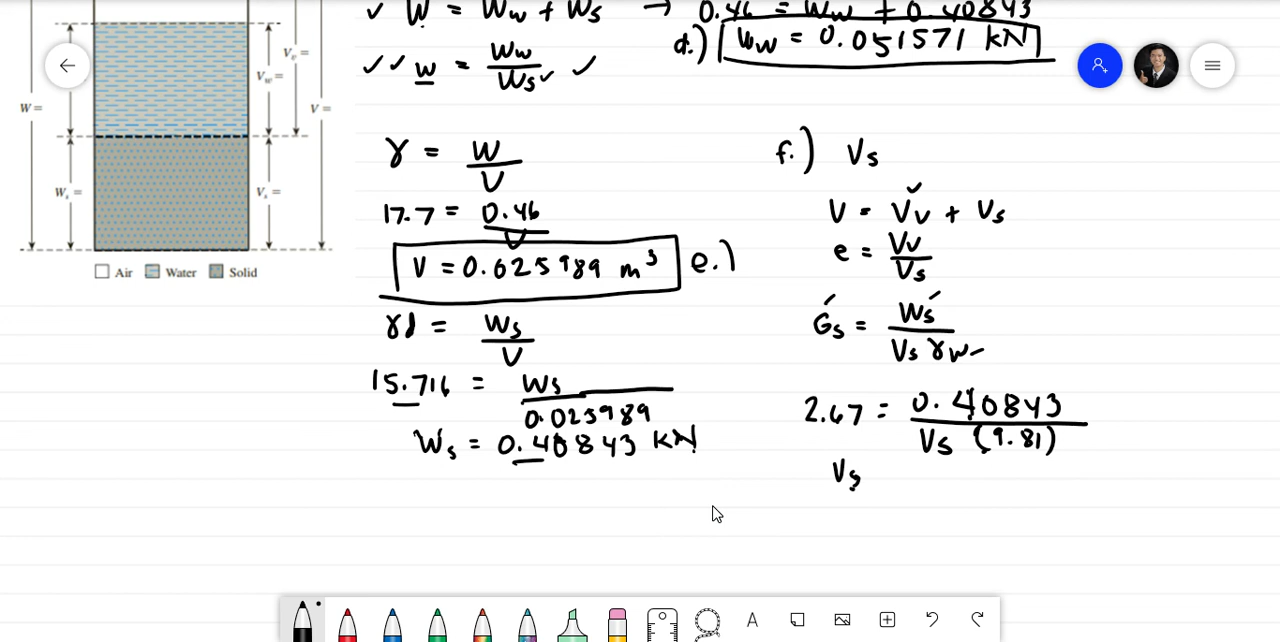 ✓ W = Ww + Ws → 0.46 = Ww + 0.40843
d.) Ww = 0.051571 kN
✓ ✓ w = Ww / Ws ✓ ✓
Vv =
Vw =
W =
V =
Ws =
Vs =
Air Water Solid
γ = W / V
17.7 = 0.46 / V
V = 0.025989 m³ e.)
γd = Ws / V
15.716 = Ws / 0.025989
Ws = 0.40843 kN
f.) Vs
V = Vv ✓ + Vs
e = Vv / Vs
Gs = Ws / Vs γw
2.67 = 0.40843 / Vs (9.81)
Vs
A